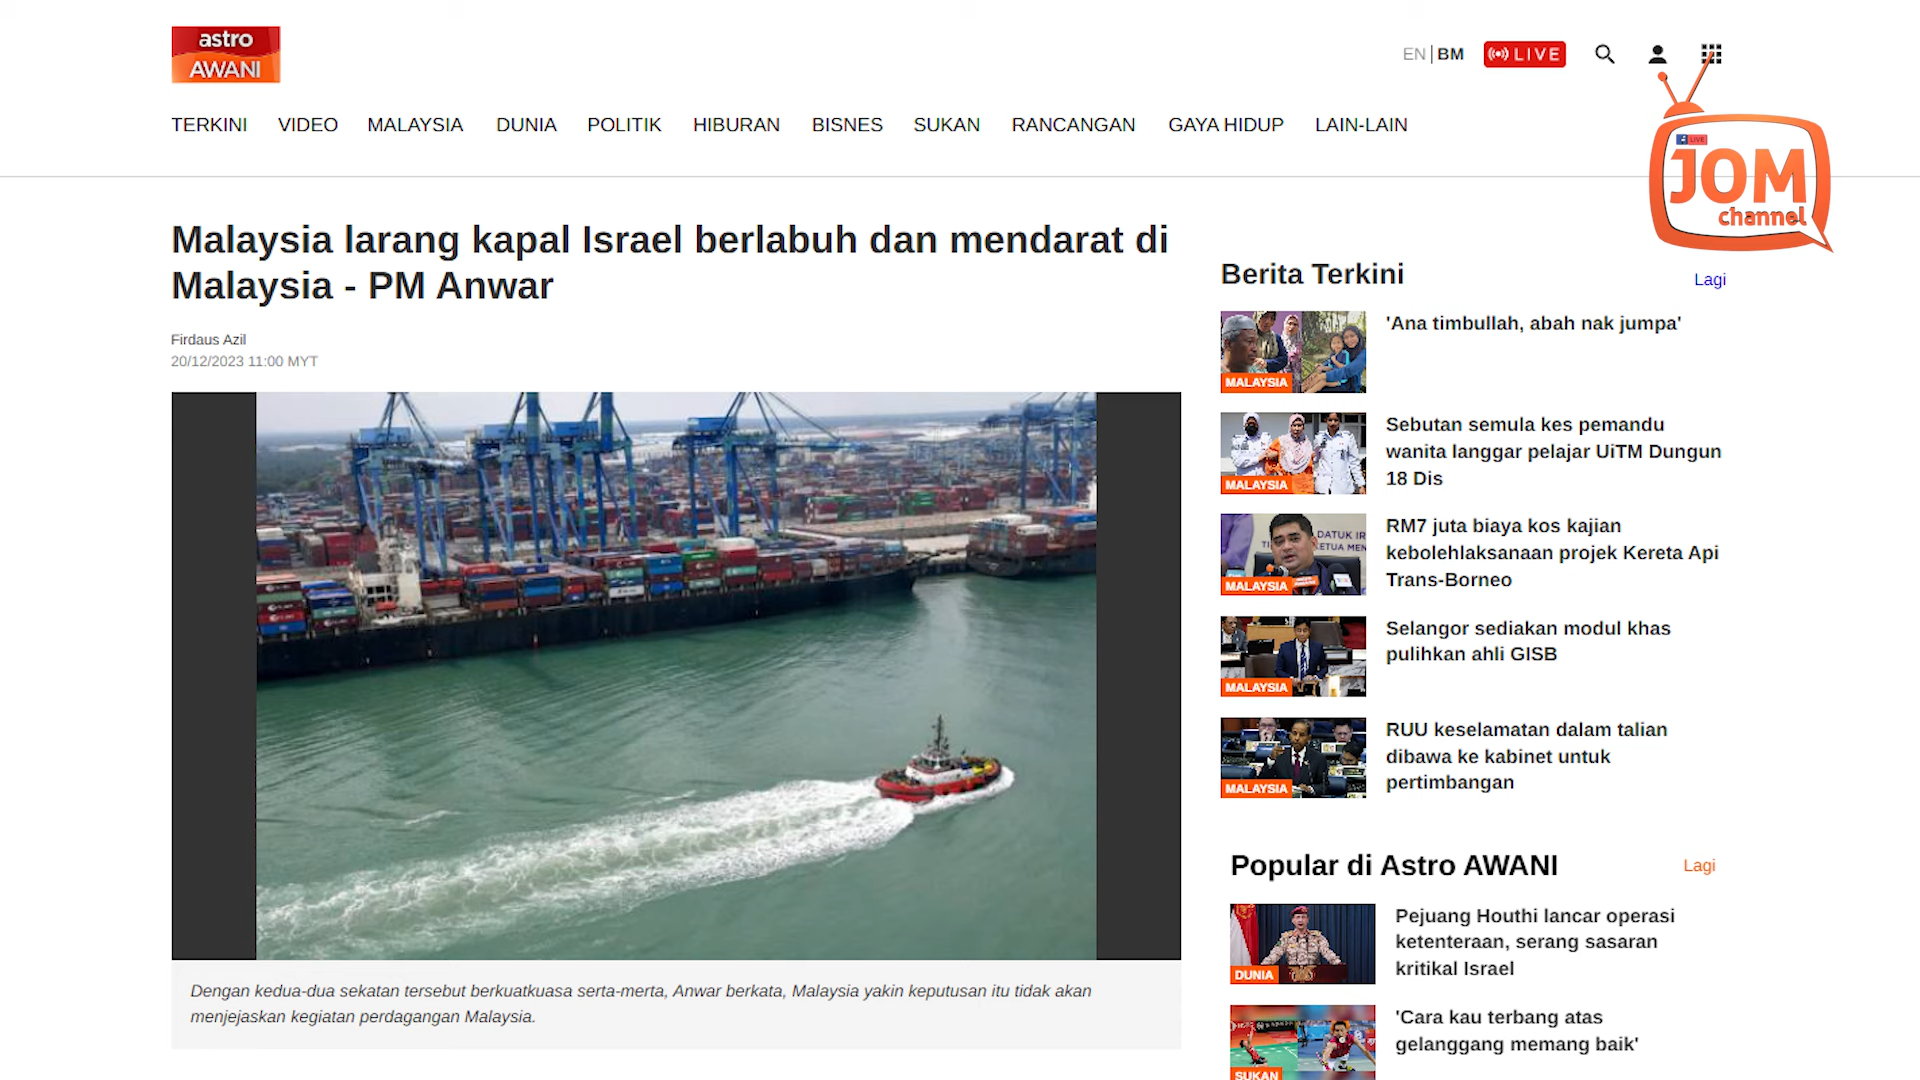 astro
AWANI
EN | BM
LIVE
TERKINI VIDEO MALAYSIA DUNIA POLITIK HIBURAN BISNES SUKAN RANCANGAN GAYA HIDUP LAIN-LAIN
LIVE
JOM
channel
Malaysia larang kapal Israel berlabuh dan mendarat di
Malaysia - PM Anwar
Firdaus Azil
20/12/2023 11:00 MYT
Dengan kedua-dua sekatan tersebut berkuatkuasa serta-merta, Anwar berkata, Malaysia yakin keputusan itu tidak akan
menjejaskan kegiatan perdagangan Malaysia.
Berita Terkini
Lagi
MALAYSIA
'Ana timbullah, abah nak jumpa'
MALAYSIA
Sebutan semula kes pemandu
wanita langgar pelajar UiTM Dungun
18 Dis
DATUK IR
KETUA MEN
MALAYSIA
RM7 juta biaya kos kajian
kebolehlaksanaan projek Kereta Api
Trans-Borneo
MALAYSIA
Selangor sediakan modul khas
pulihkan ahli GISB
MALAYSIA
RUU keselamatan dalam talian
dibawa ke kabinet untuk
pertimbangan
Popular di Astro AWANI
Lagi
DUNIA
Pejuang Houthi lancar operasi
ketenteraan, serang sasaran
kritikal Israel
SUKAN
'Cara kau terbang atas
gelanggang memang baik'